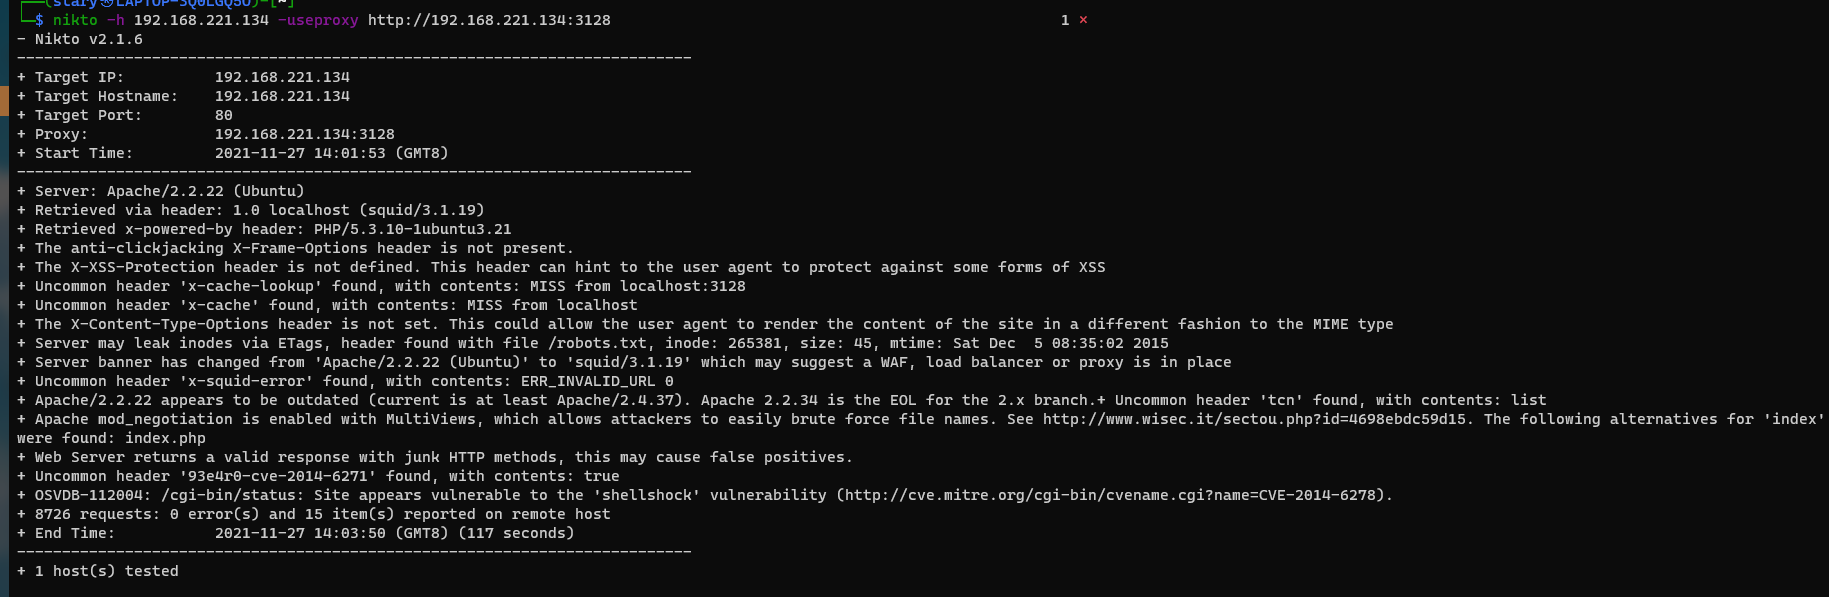 (stary㉿LAPTOP-3Q0LGQ5O)-[~]
$ nikto -h 192.168.221.134 -useproxy http://192.168.221.134:3128 1 ⨯
- Nikto v2.1.6
---------------------------------------------------------------------------
+ Target IP: 192.168.221.134
+ Target Hostname: 192.168.221.134
+ Target Port: 80
+ Proxy: 192.168.221.134:3128
+ Start Time: 2021-11-27 14:01:53 (GMT8)
---------------------------------------------------------------------------
+ Server: Apache/2.2.22 (Ubuntu)
+ Retrieved via header: 1.0 localhost (squid/3.1.19)
+ Retrieved x-powered-by header: PHP/5.3.10-1ubuntu3.21
+ The anti-clickjacking X-Frame-Options header is not present.
+ The X-XSS-Protection header is not defined. This header can hint to the user agent to protect against some forms of XSS
+ Uncommon header 'x-cache-lookup' found, with contents: MISS from localhost:3128
+ Uncommon header 'x-cache' found, with contents: MISS from localhost
+ The X-Content-Type-Options header is not set. This could allow the user agent to render the content of the site in a different fashion to the MIME type
+ Server may leak inodes via ETags, header found with file /robots.txt, inode: 265381, size: 45, mtime: Sat Dec  5 08:35:02 2015
+ Server banner has changed from 'Apache/2.2.22 (Ubuntu)' to 'squid/3.1.19' which may suggest a WAF, load balancer or proxy is in place
+ Uncommon header 'x-squid-error' found, with contents: ERR_INVALID_URL 0
+ Apache/2.2.22 appears to be outdated (current is at least Apache/2.4.37). Apache 2.2.34 is the EOL for the 2.x branch.+ Uncommon header 'tcn' found, with contents: list
+ Apache mod_negotiation is enabled with MultiViews, which allows attackers to easily brute force file names. See http://www.wisec.it/sectou.php?id=4698ebdc59d15. The following alternatives for 'index'
were found: index.php
+ Web Server returns a valid response with junk HTTP methods, this may cause false positives.
+ Uncommon header '93e4r0-cve-2014-6271' found, with contents: true
+ OSVDB-112004: /cgi-bin/status: Site appears vulnerable to the 'shellshock' vulnerability (http://cve.mitre.org/cgi-bin/cvename.cgi?name=CVE-2014-6278).
+ 8726 requests: 0 error(s) and 15 item(s) reported on remote host
+ End Time: 2021-11-27 14:03:50 (GMT8) (117 seconds)
---------------------------------------------------------------------------
+ 1 host(s) tested